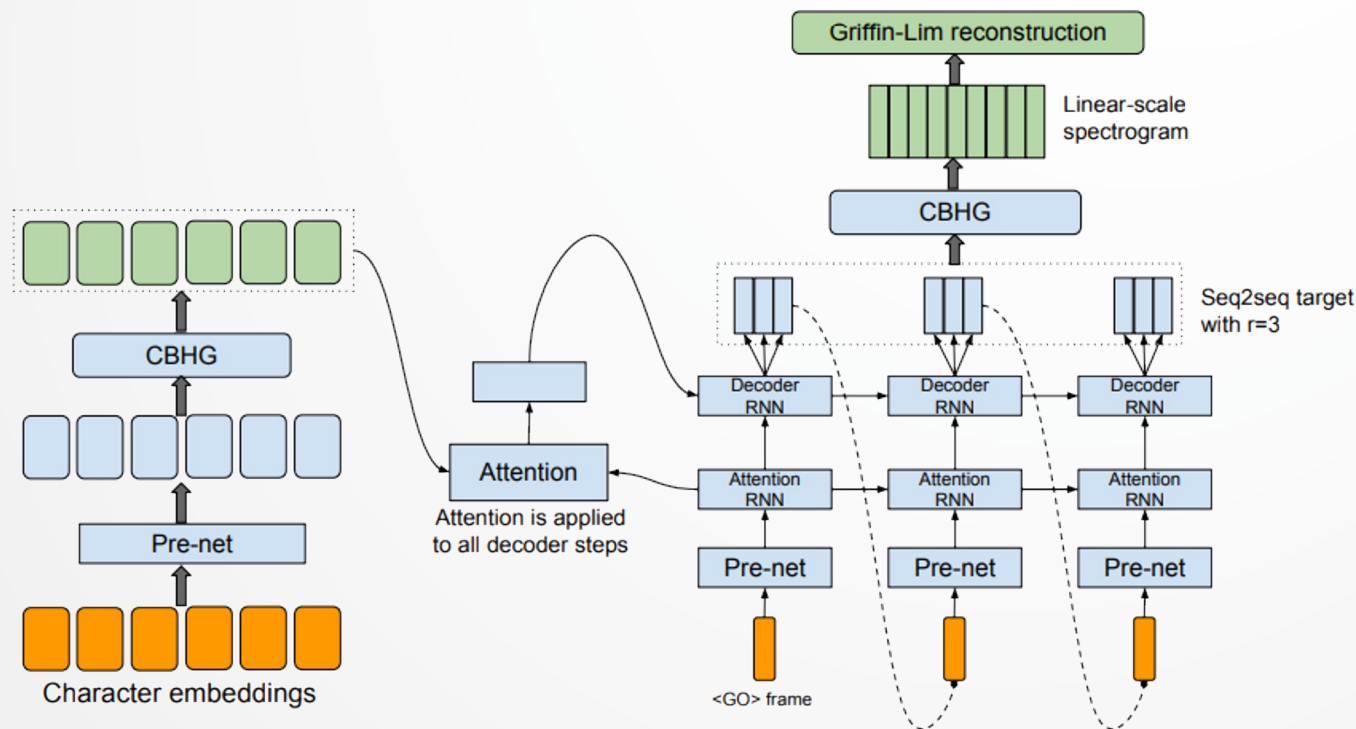 Griffin-Lim reconstruction
Linear-scale
spectrogram
CBHG
Seq2seq target
with r=3
CBHG
Decoder
RNN
Decoder
RNN
Decoder
RNN
Attention
Attention
RNN
Attention
RNN
Attention
RNN
Attention is applied
to all decoder steps
Pre-net
Pre-net
Pre-net
Pre-net
Character embeddings
<GO> frame